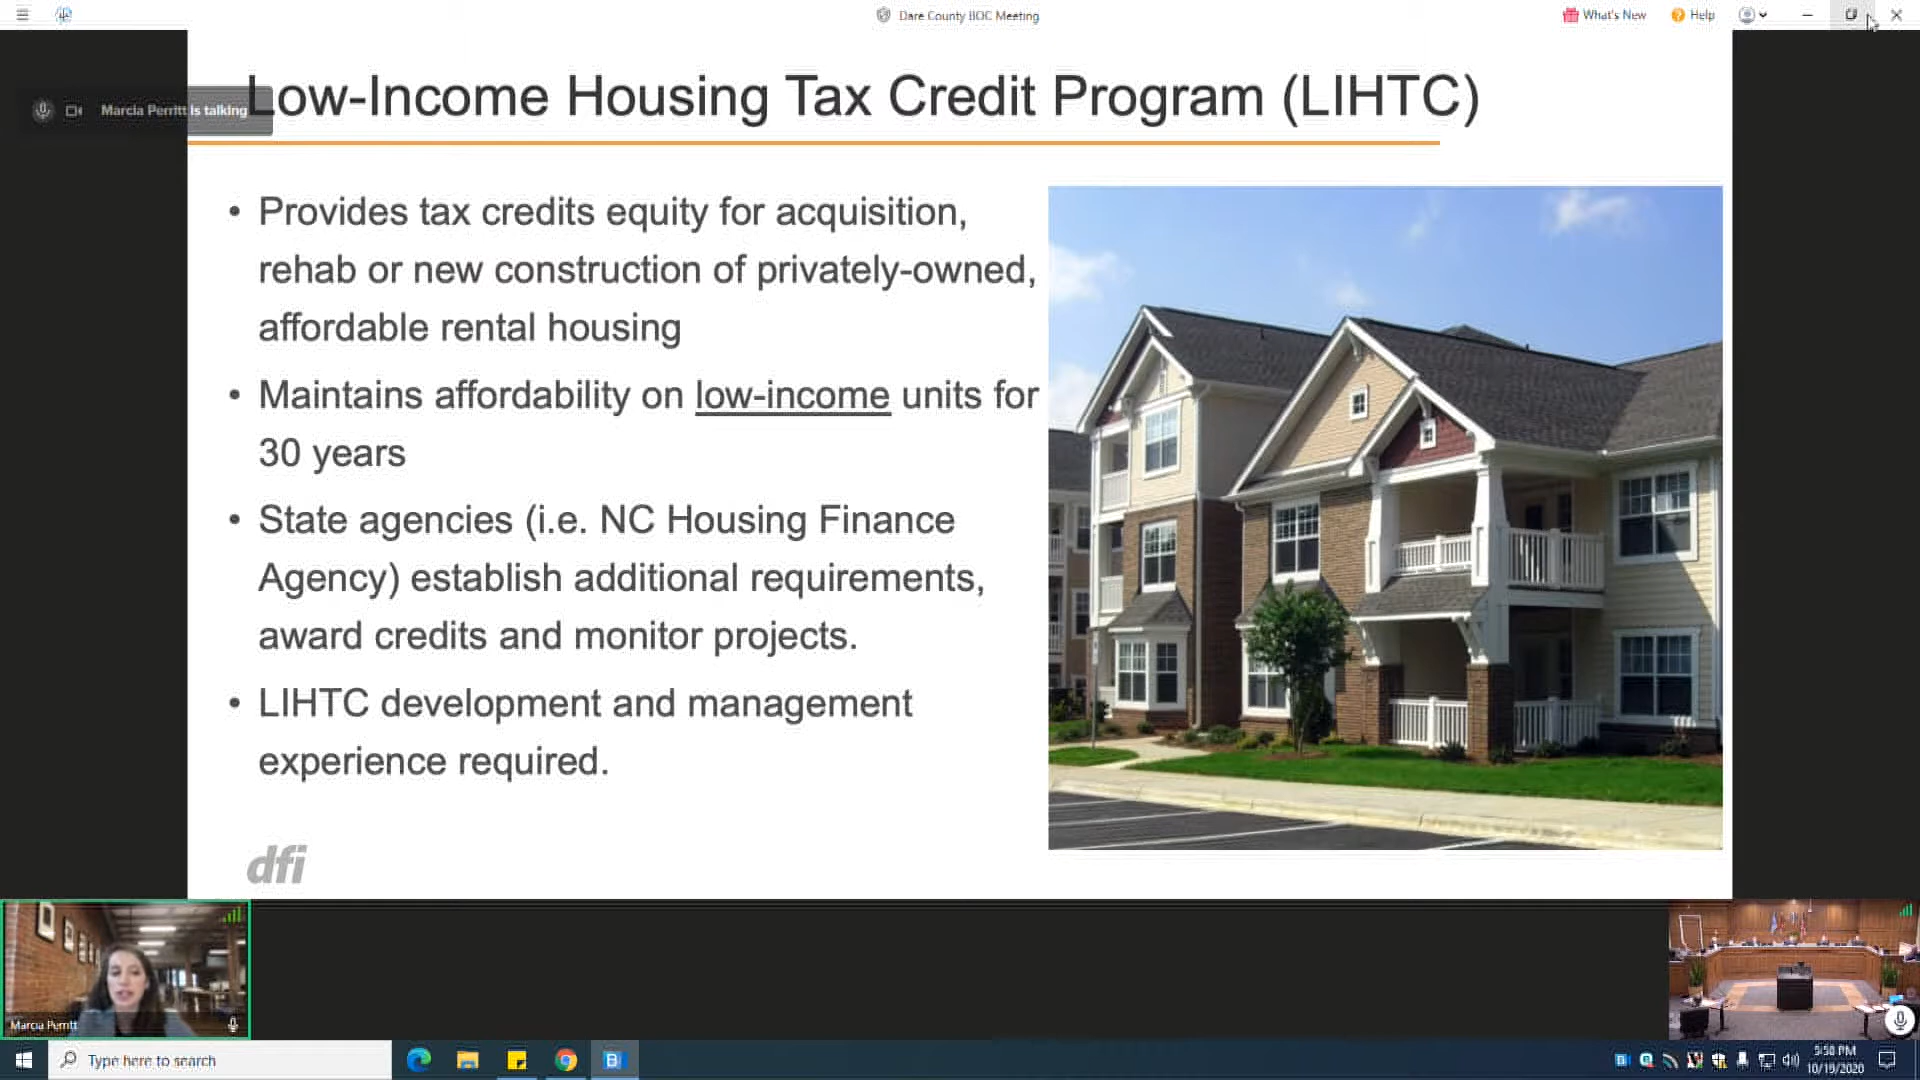 Dare County BOC Meeting
What's New
Help
Marcia Perritt is talking
Low-Income Housing Tax Credit Program (LIHTC)
• Provides tax credits equity for acquisition,
rehab or new construction of privately-owned,
affordable rental housing
• Maintains affordability on low-income units for
30 years
• State agencies (i.e. NC Housing Finance
Agency) establish additional requirements,
award credits and monitor projects.
• LIHTC development and management
experience required.
dfi
Marcia Perritt
Type here to search
5:58 PM
10/19/2020